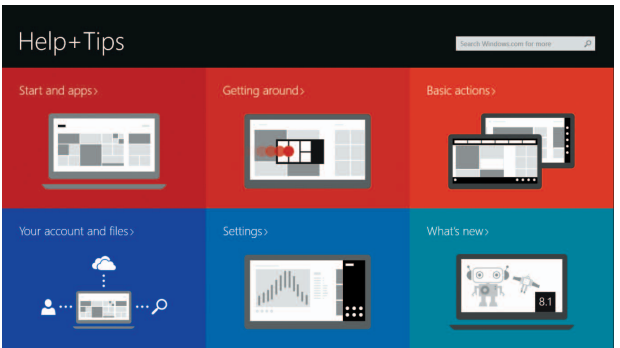 Help+Tips
Search Windows.com for more
Start and apps>
Getting around>
Basic actions>
Your account and files>
Settings>
What's new>
8.1